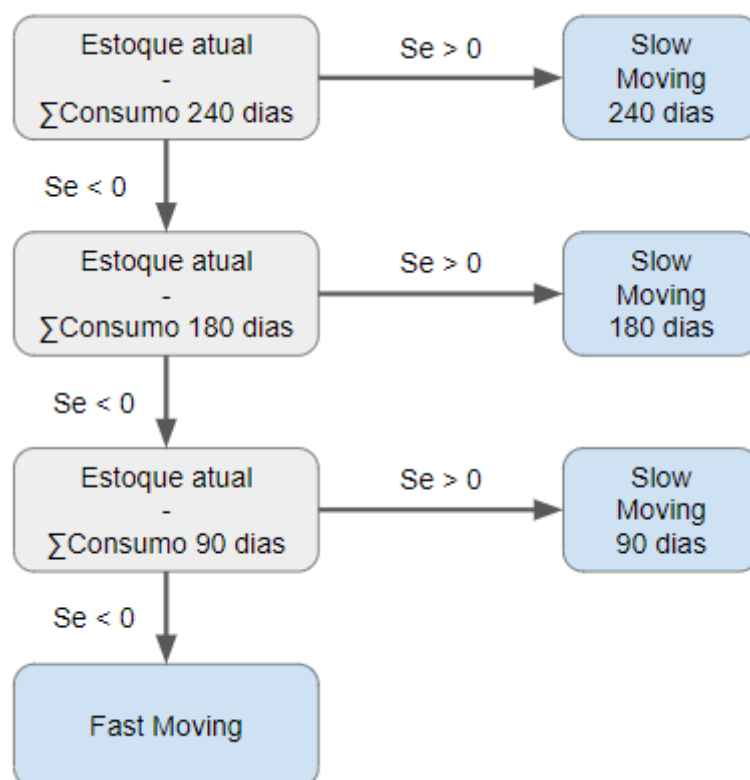 Estoque atual
-
∑Consumo 240 dias
Se > 0
Slow
Moving
240 dias
Se < 0
Estoque atual
-
∑Consumo 180 dias
Se > 0
Slow
Moving
180 dias
Se < 0
Estoque atual
-
∑Consumo 90 dias
Se > 0
Slow
Moving
90 dias
Se < 0
Fast Moving